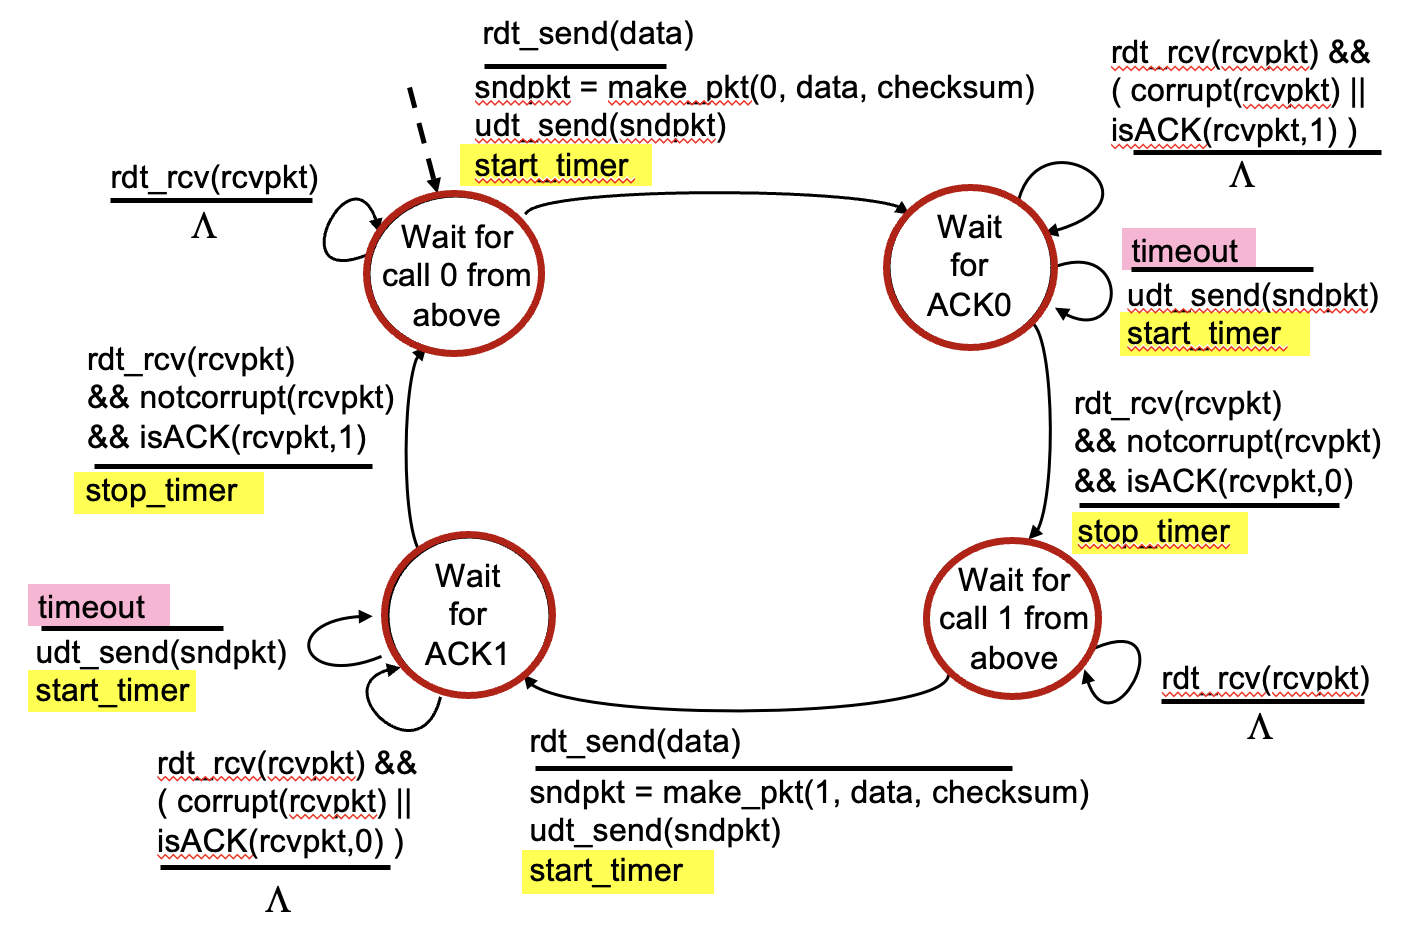 rdt_send(data)
sndpkt = make_pkt(0, data, checksum)
udt_send(sndpkt)
start_timer
rdt_rcv(rcvpkt) &&
( corrupt(rcvpkt) ||
isACK(rcvpkt,1) )
Λ
rdt_rcv(rcvpkt)
Λ
Wait for
call 0 from
above
Wait
for
ACK0
timeout
udt_send(sndpkt)
start_timer
rdt_rcv(rcvpkt)
&& notcorrupt(rcvpkt)
&& isACK(rcvpkt,1)
stop_timer
rdt_rcv(rcvpkt)
&& notcorrupt(rcvpkt)
&& isACK(rcvpkt,0)
stop_timer
Wait
for
ACK1
Wait for
call 1 from
above
timeout
udt_send(sndpkt)
start_timer
rdt_rcv(rcvpkt)
Λ
rdt_rcv(rcvpkt) &&
( corrupt(rcvpkt) ||
isACK(rcvpkt,0) )
Λ
rdt_send(data)
sndpkt = make_pkt(1, data, checksum)
udt_send(sndpkt)
start_timer